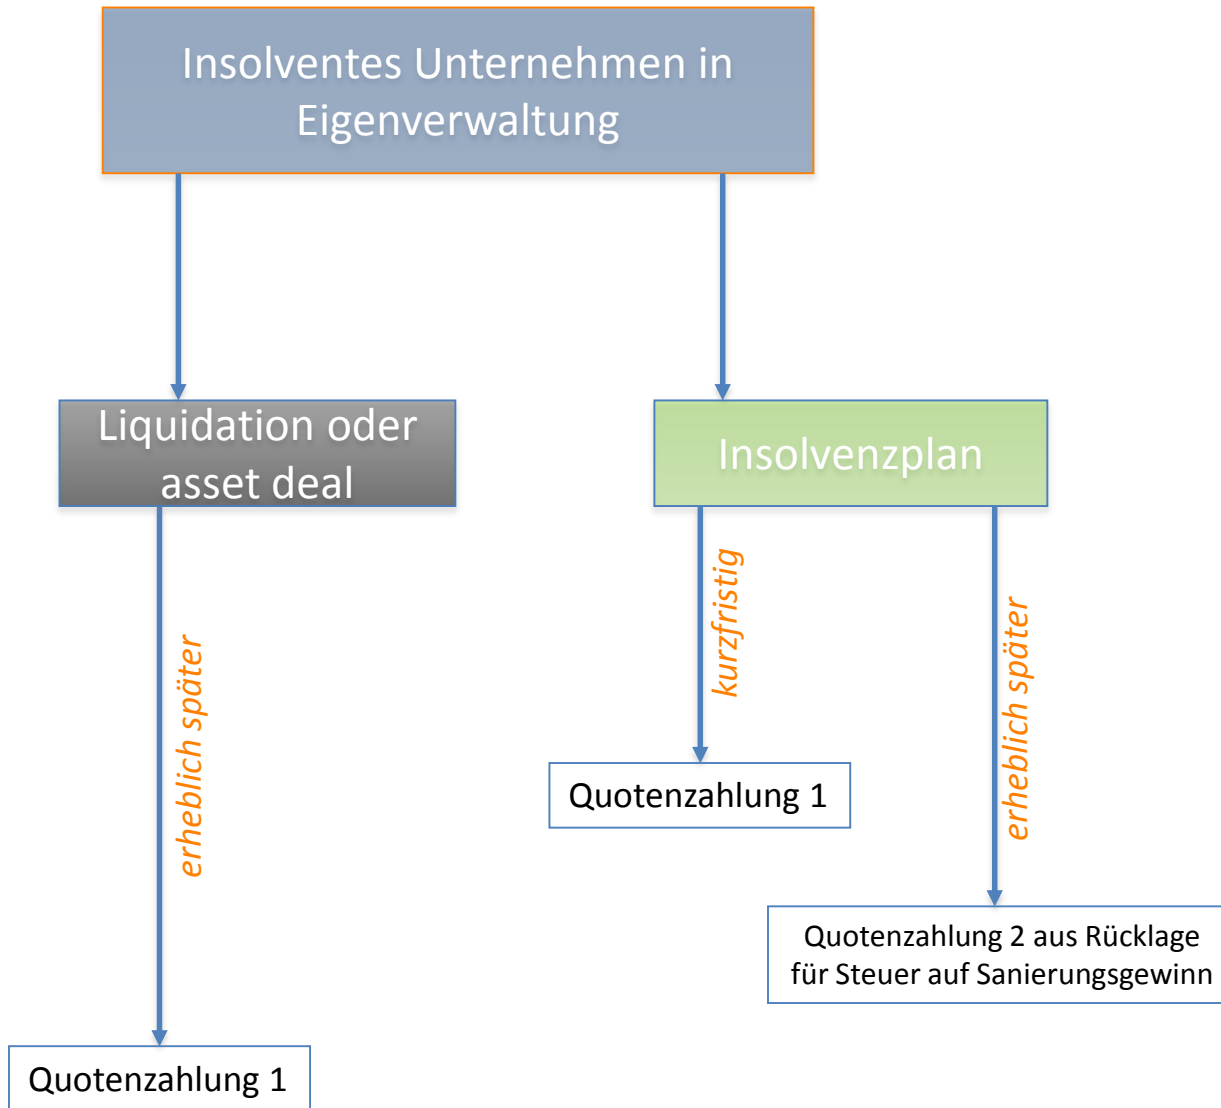 Insolventes Unternehmen in
Eigenverwaltung
Liquidation oder
asset deal
Insolvenzplan
kurzfristig
erheblich später
erheblich später
Quotenzahlung 1
Quotenzahlung 2 aus Rücklage
für Steuer auf Sanierungsgewinn
Quotenzahlung 1